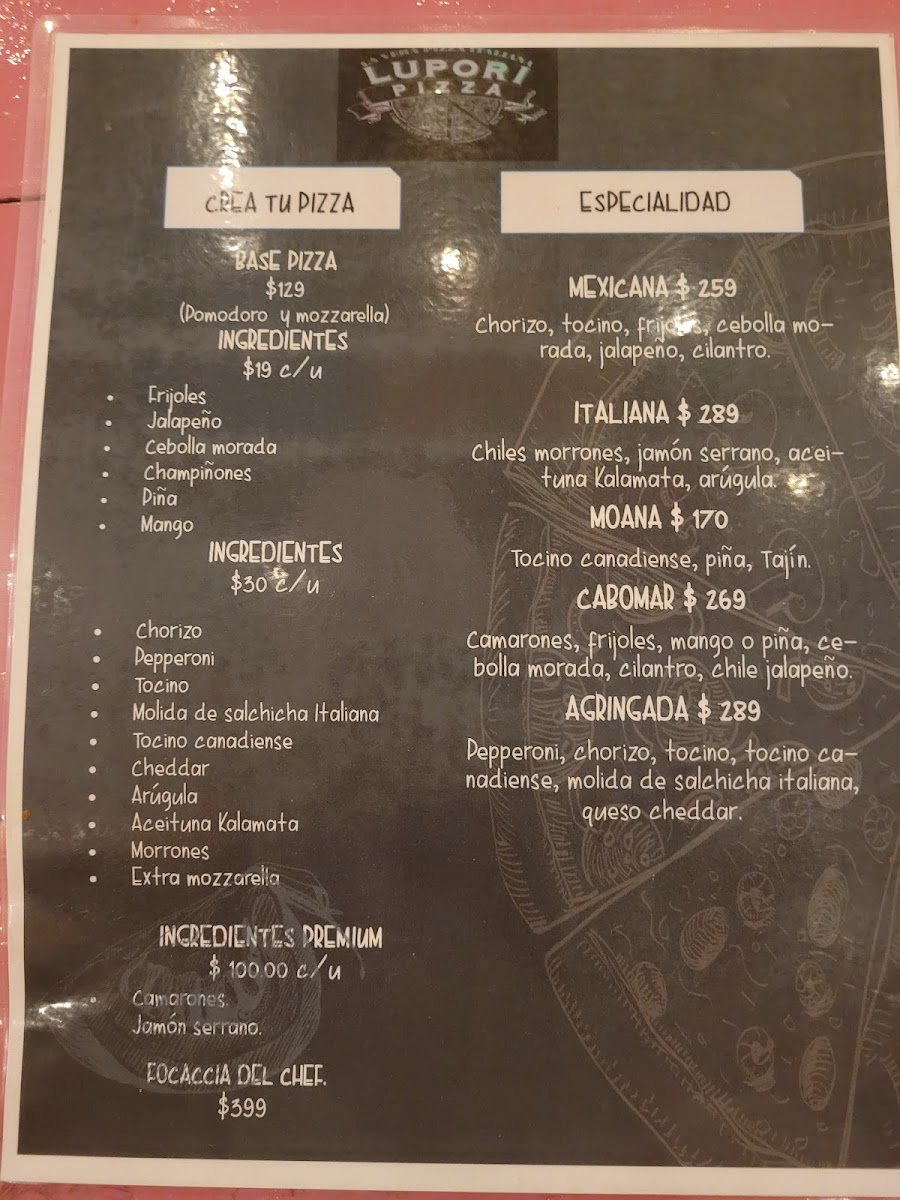 LA VERA PIZZA ITALIANA
LUPORI
PIZZA
CREA TU PIZZA
BASE PIZZA
$129
(Pomodoro y mozzarella)
INGREDIENTES
$19 c/u
• Frijoles
• Jalapeño
• Cebolla morada
• Champiñones
• Piña
• Mango
INGREDIENTES
$30 c/u
• Chorizo
• Pepperoni
• Tocino
• Molida de salchicha Italiana
• Tocino canadiense
• Cheddar
• Arúgula
• Aceituna Kalamata
• Morrones
• Extra mozzarella
INGREDIENTES PREMIUM
$ 100.00 c/u
• Camarones.
Jamón serrano.
FOCACCIA DEL CHEF.
$399
ESPECIALIDAD
MEXICANA $ 259
Chorizo, tocino, frijoles, cebolla mo-
rada, jalapeño, cilantro.
ITALIANA $ 289
Chiles morrones, jamón serrano, acei-
tuna Kalamata, arúgula.
MOANA $ 170
Tocino canadiense, piña, Tajín.
CABOMAR $ 269
Camarones, frijoles, mango o piña, ce-
bolla morada, cilantro, chile jalapeño.
AGRINGADA $ 289
Pepperoni, chorizo, tocino, tocino ca-
nadiense, molida de salchicha italiana,
queso cheddar.